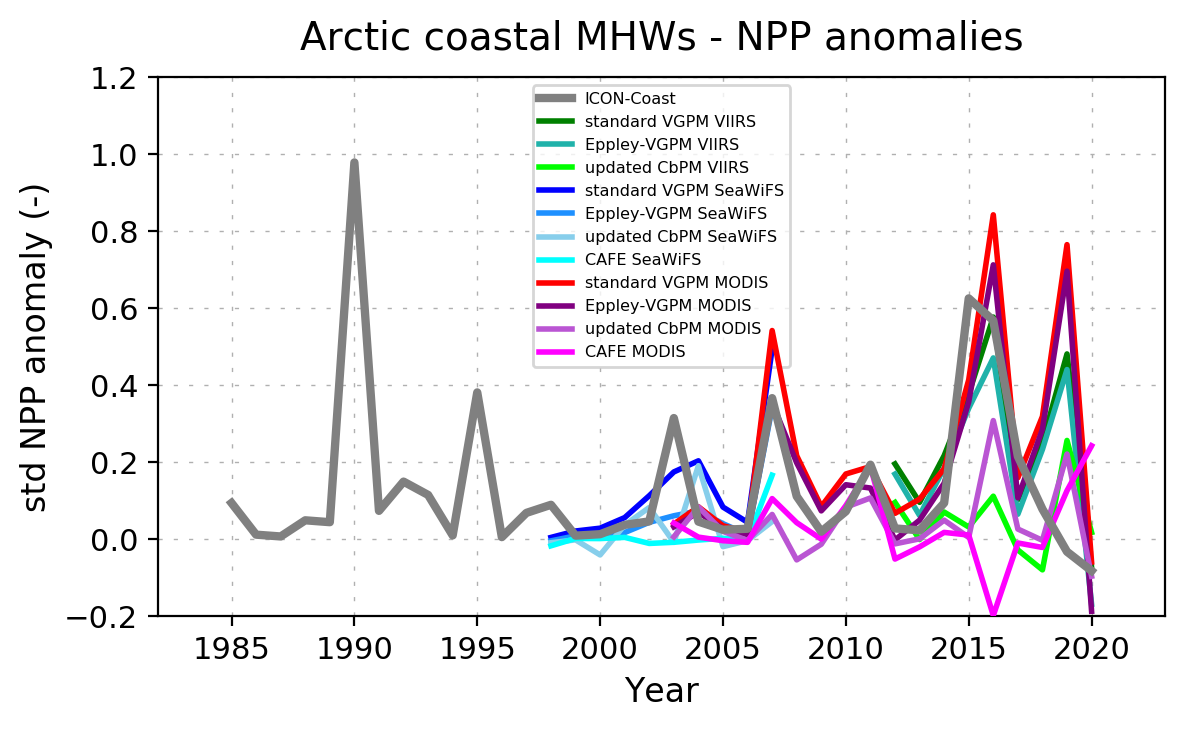 Arctic coastal MHWs - NPP anomalies
1.2
1.0
0.8
0.6
0.4
0.2
0.0
−0.2
std NPP anomaly (-)
ICON-Coast
standard VGPM VIIRS
Eppley-VGPM VIIRS
updated CbPM VIIRS
standard VGPM SeaWiFS
Eppley-VGPM SeaWiFS
updated CbPM SeaWiFS
CAFE SeaWiFS
standard VGPM MODIS
Eppley-VGPM MODIS
updated CbPM MODIS
CAFE MODIS
1985 1990 1995 2000 2005 2010 2015 2020
Year